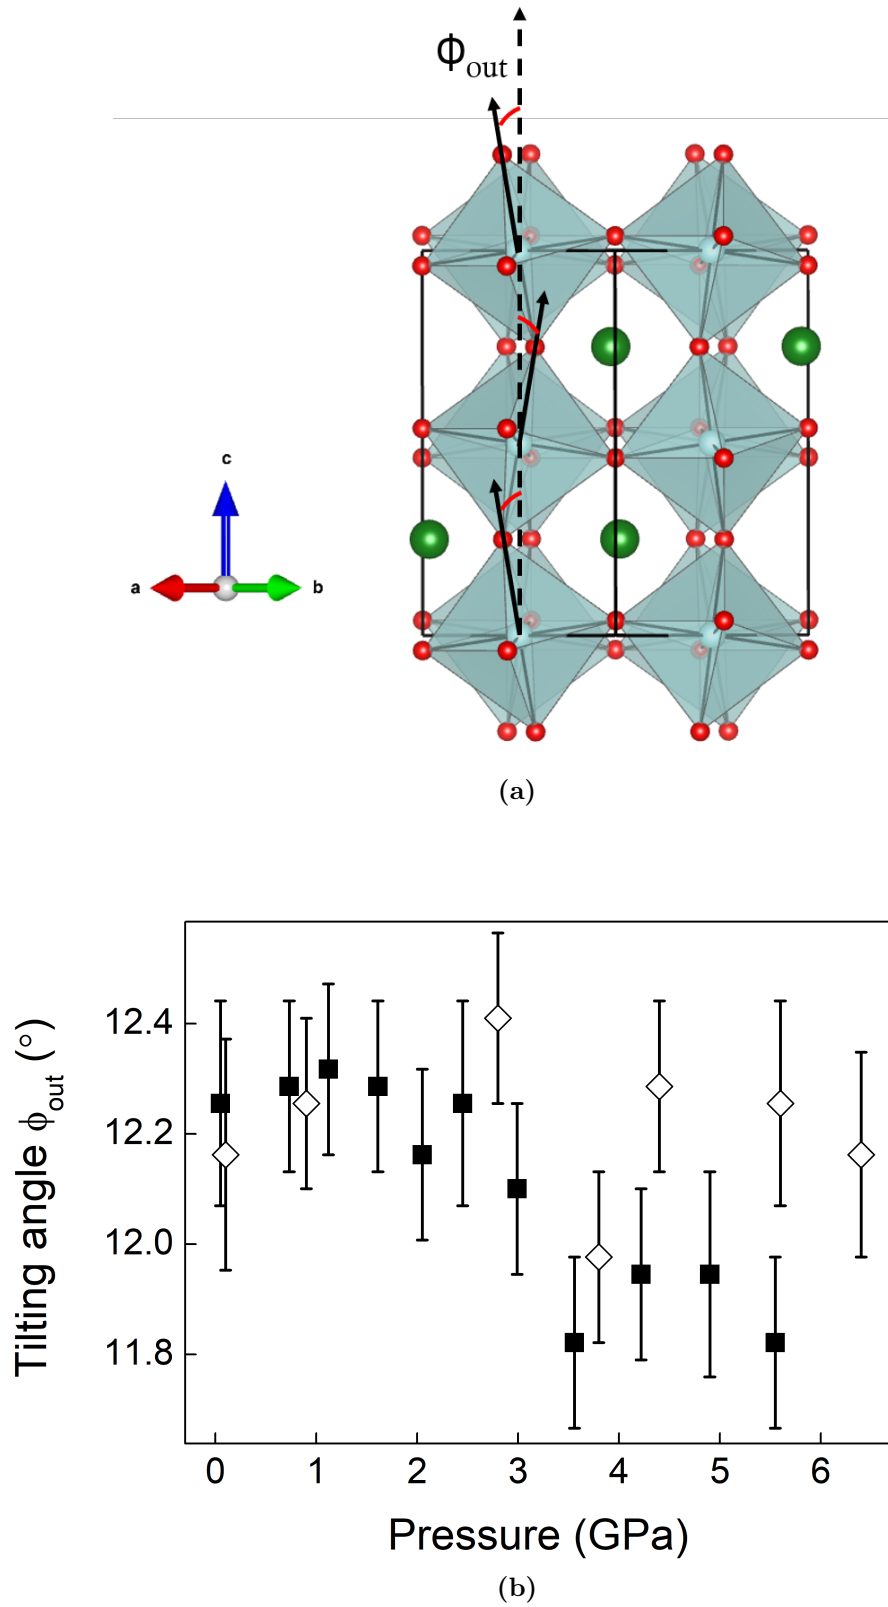 ϕout
c
a
b
(a)
12.4
12.2
12.0
11.8
Tilting angle ϕout (°)
0 1 2 3 4 5 6
Pressure (GPa)
(b)